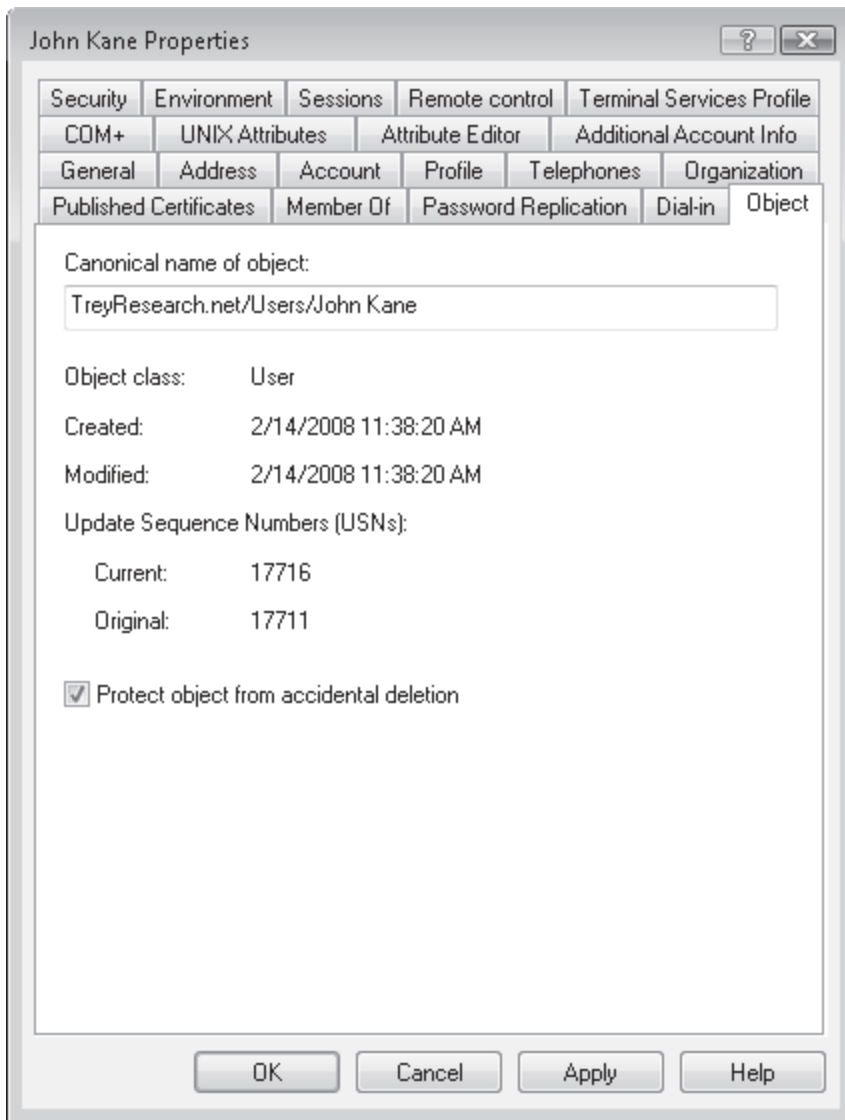 John Kane Properties
Security Environment Sessions Remote control Terminal Services Profile
COM+ UNIX Attributes Attribute Editor Additional Account Info
General Address Account Profile Telephones Organization
Published Certificates Member Of Password Replication Dial-in Object
Canonical name of object:
TreyResearch.net/Users/John Kane
Object class: User
Created: 2/14/2008 11:38:20 AM
Modified: 2/14/2008 11:38:20 AM
Update Sequence Numbers (USNs):
Current: 17716
Original: 17711
Protect object from accidental deletion
OK Cancel Apply Help